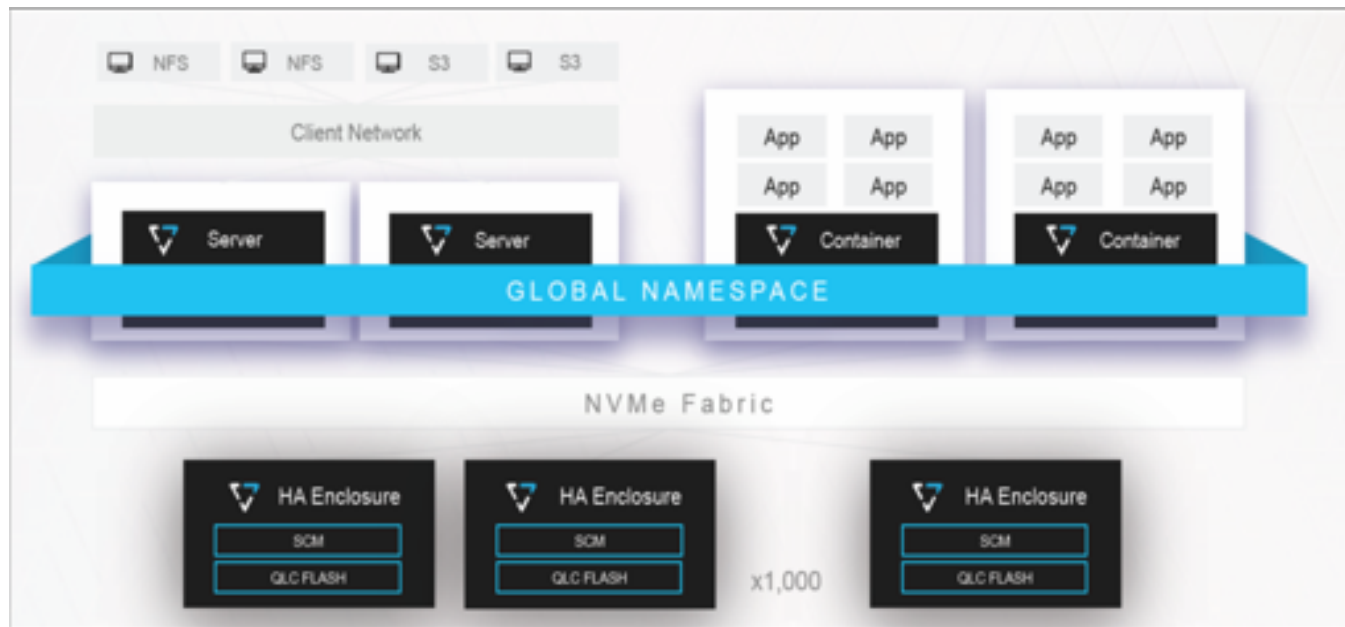 NFS NFS S3 S3
Client Network
App App App App
App App App App
Server Server Container Container
GLOBAL NAMESPACE
NVMe Fabric
HA Enclosure HA Enclosure HA Enclosure
SCM SCM SCM
QLC FLASH QLC FLASH x1,000 QLC FLASH